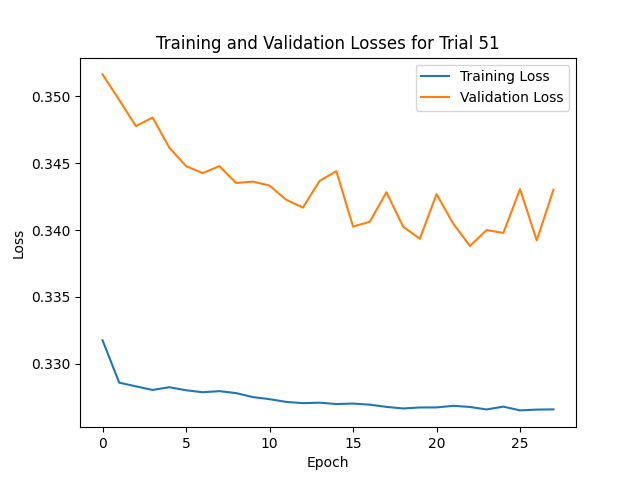 Training and Validation Losses for Trial 51
Training Loss
Validation Loss
0.350
0.345
0.340
0.335
0.330
Loss
0
5
10
15
20
25
Epoch